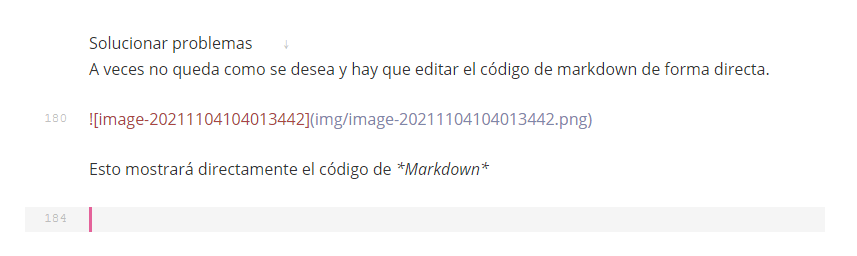 Solucionar problemas ↓
A veces no queda como se desea y hay que editar el código de markdown de forma directa.
180 ![image-20211104104013442](img/image-20211104104013442.png)
Esto mostrará directamente el código de *Markdown*
184